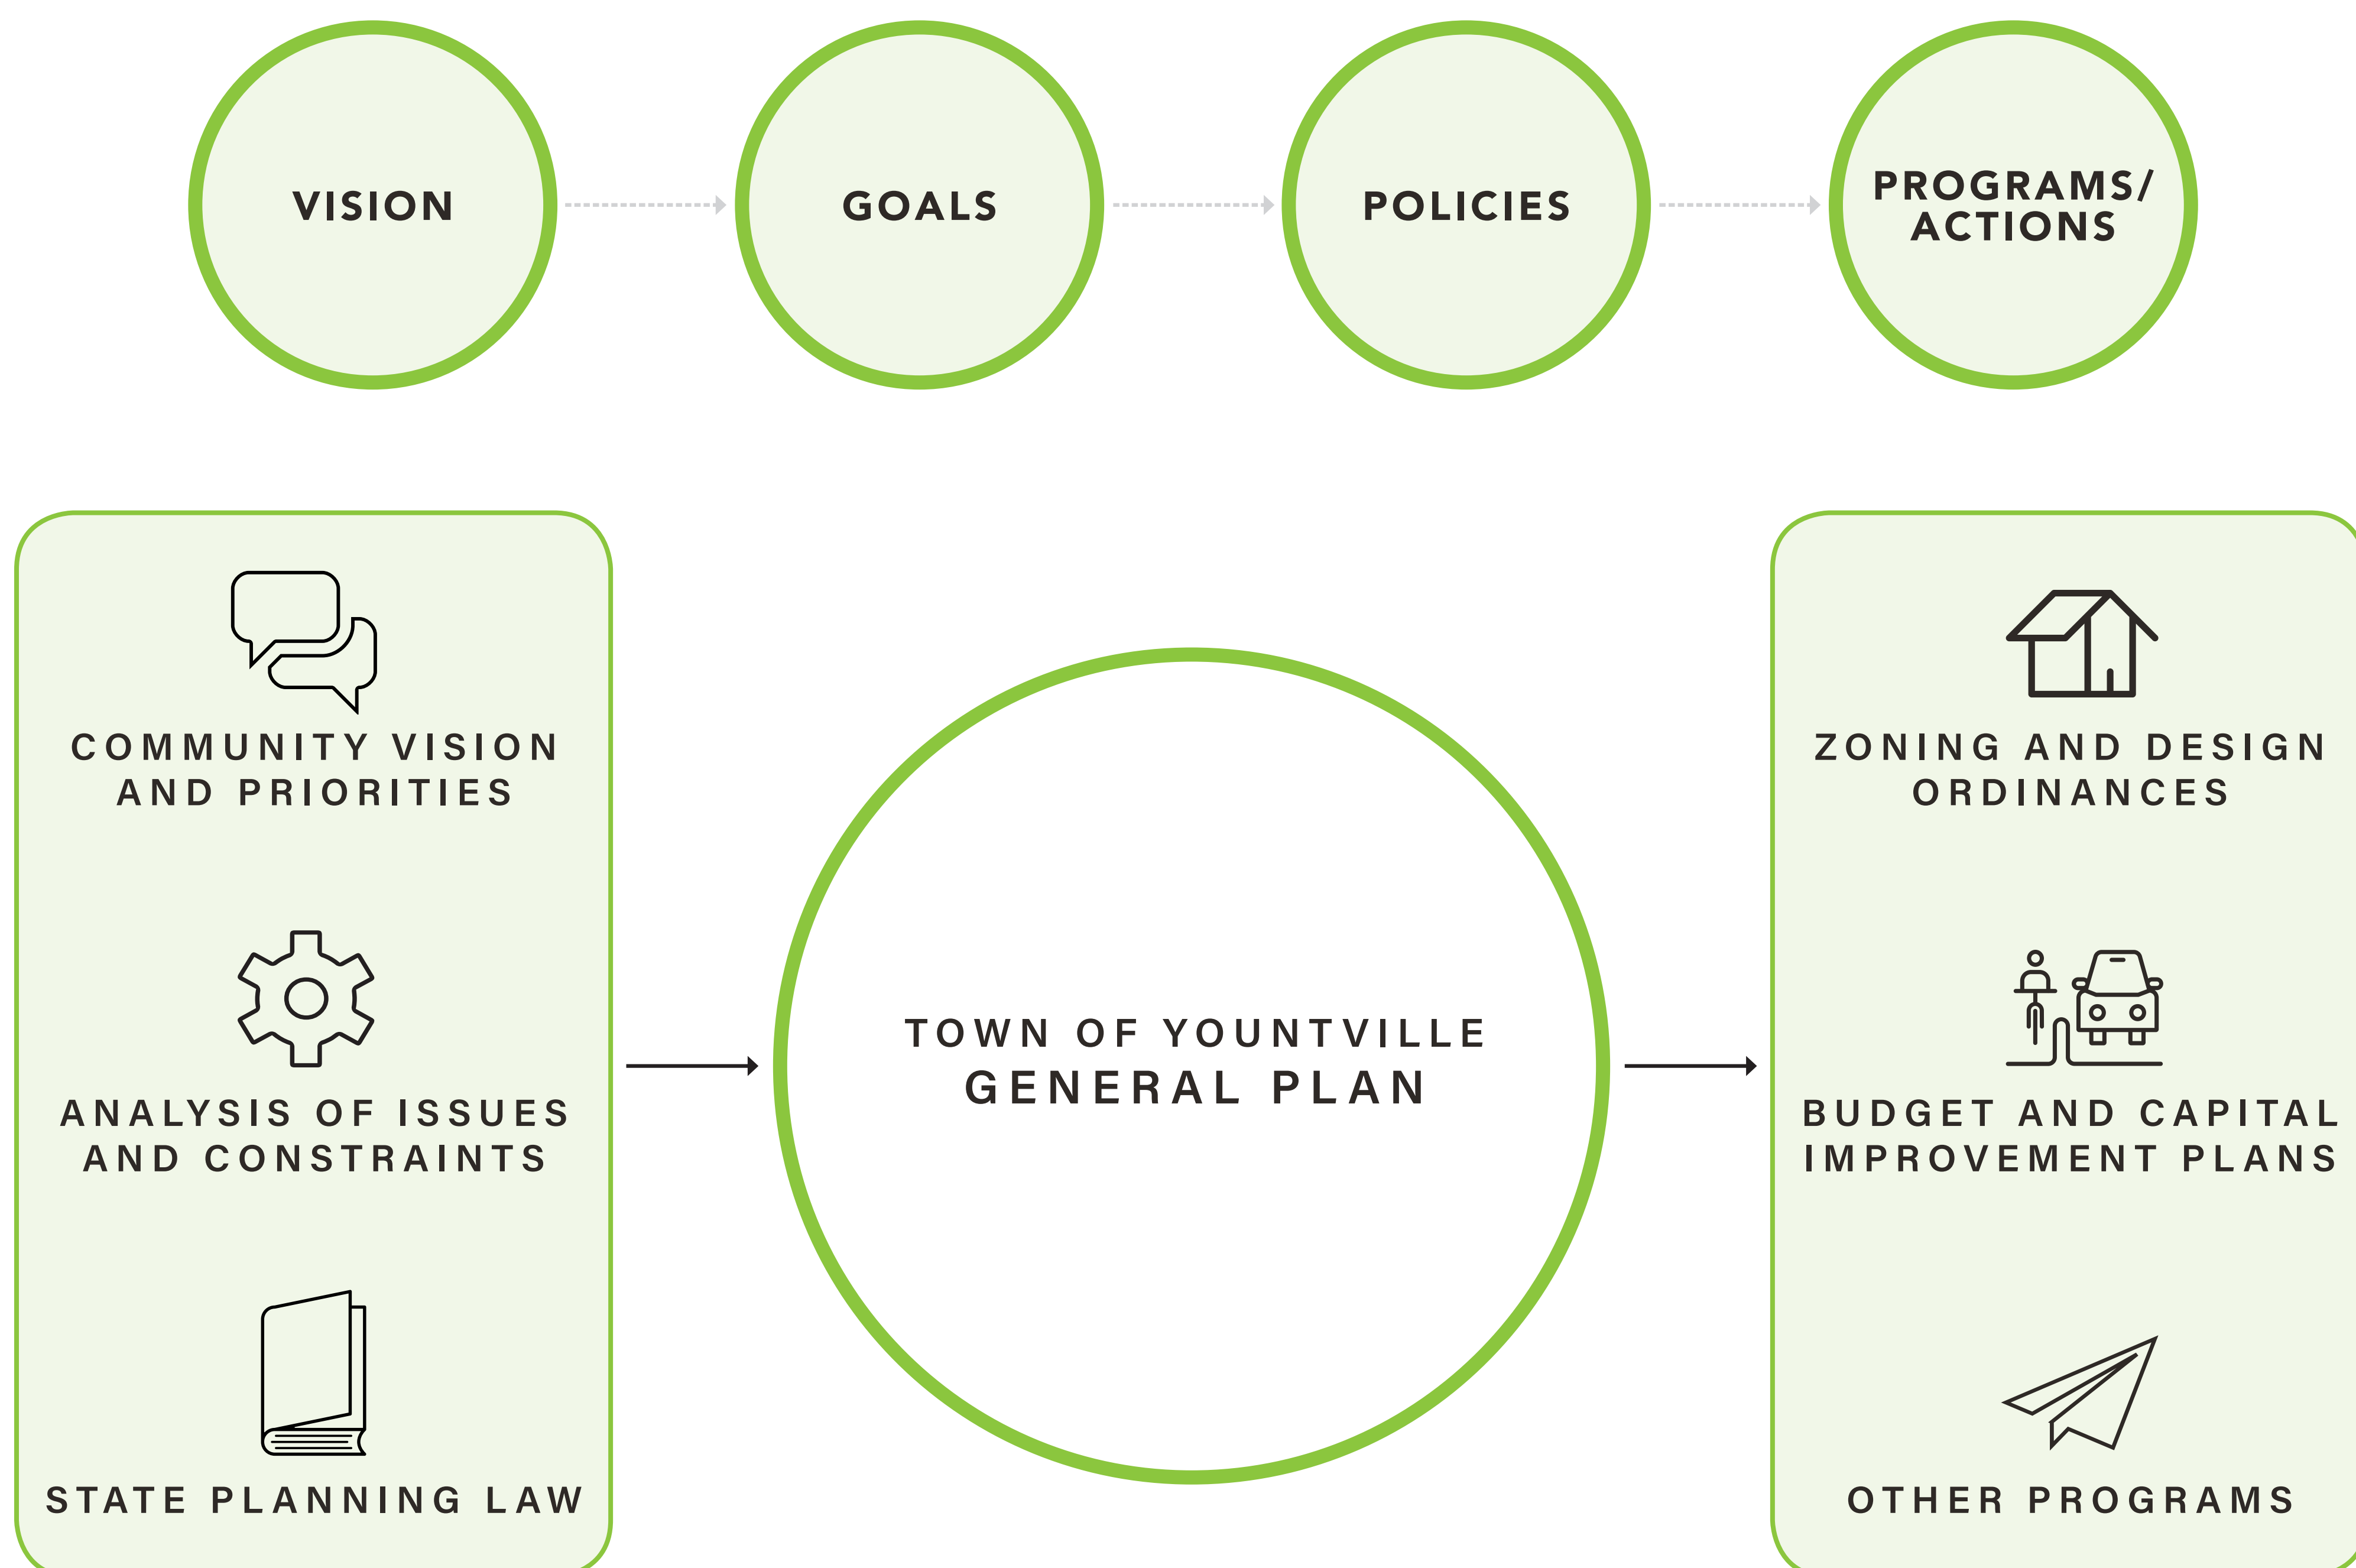 VISION
GOALS
POLICIES
PROGRAMS/
ACTIONS
COMMUNITY VISION
AND PRIORITIES
ANALYSIS OF ISSUES
AND CONSTRAINTS
STATE PLANNING LAW
TOWN OF YOUNTVILLE
GENERAL PLAN
ZONING AND DESIGN
ORDINANCES
BUDGET AND CAPITAL
IMPROVEMENT PLANS
OTHER PROGRAMS